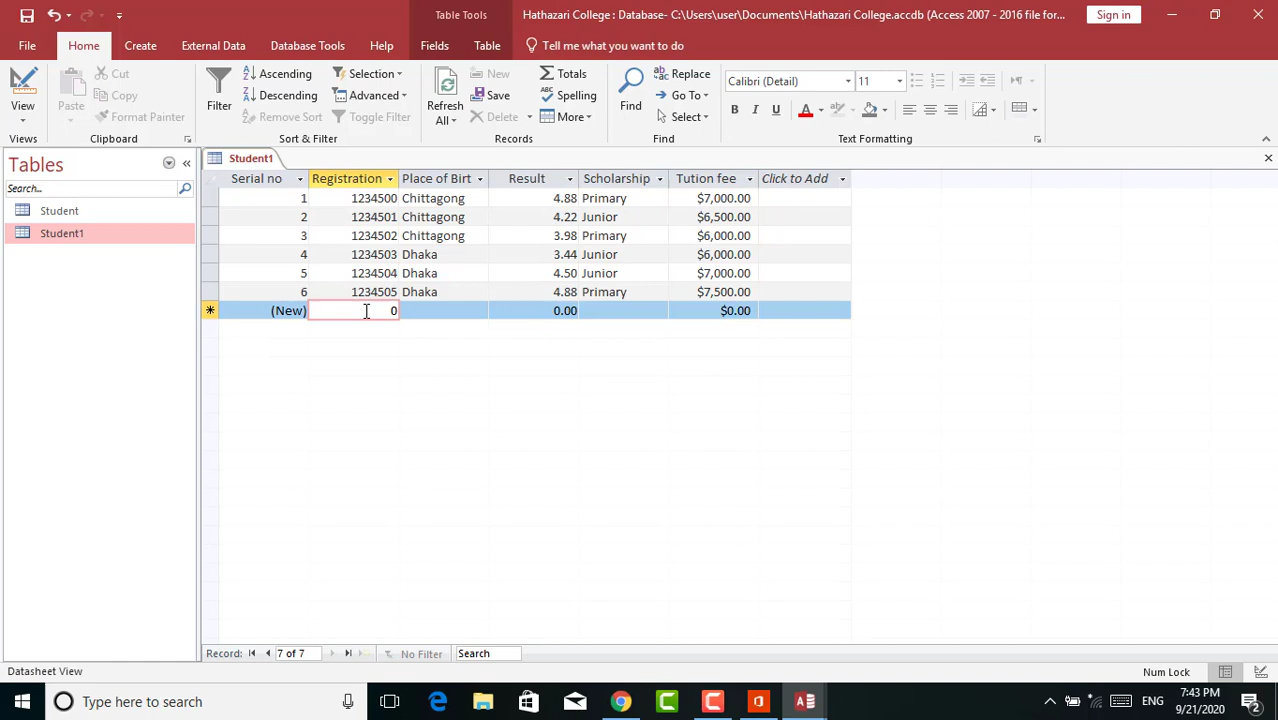 Table Tools
Hathazari College : Database- C:\Users\user\Documents\Hathazari College.accdb (Access 2007 - 2016 file for...
Sign in
File Home Create External Data Database Tools Help Fields Table Tell me what you want to do
View
Views
Paste
Cut
Copy
Format Painter
Clipboard
Filter
Ascending
Descending
Remove Sort
Selection
Advanced
Toggle Filter
Sort & Filter
Refresh
All
New
Save
Delete
Totals
Spelling
More
Records
Find
Replace
Go To
Select
Find
Calibri (Detail) 11
B I U A
Text Formatting
Tables
Search...
Student
Student1
Student1
Serial no Registration Place of Birt Result Scholarship Tution fee Click to Add
1 1234500 Chittagong 4.88 Primary $7,000.00
2 1234501 Chittagong 4.22 Junior $6,500.00
3 1234502 Chittagong 3.98 Primary $6,000.00
4 1234503 Dhaka 3.44 Junior $6,000.00
5 1234504 Dhaka 4.50 Junior $7,000.00
6 1234505 Dhaka 4.88 Primary $7,500.00
(New) 0 0.00 $0.00
Record: 7 of 7 No Filter Search
Datasheet View
Num Lock
Type here to search
ENG
7:43 PM
9/21/2020
2